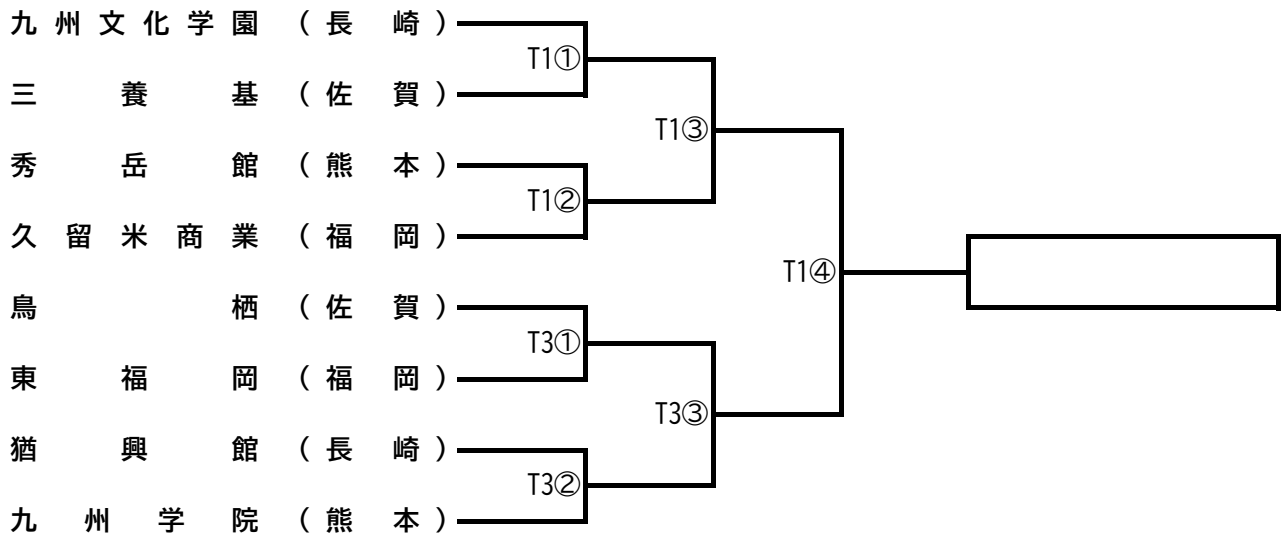 九州文化学園（長崎）
T1①
三養基（佐賀）
T1③
秀岳館（熊本）
T1②
久留米商業（福岡）
T1④
鳥栖（佐賀）
T3①
東福岡（福岡）
T3③
猶興館（長崎）
T3②
九州学院（熊本）